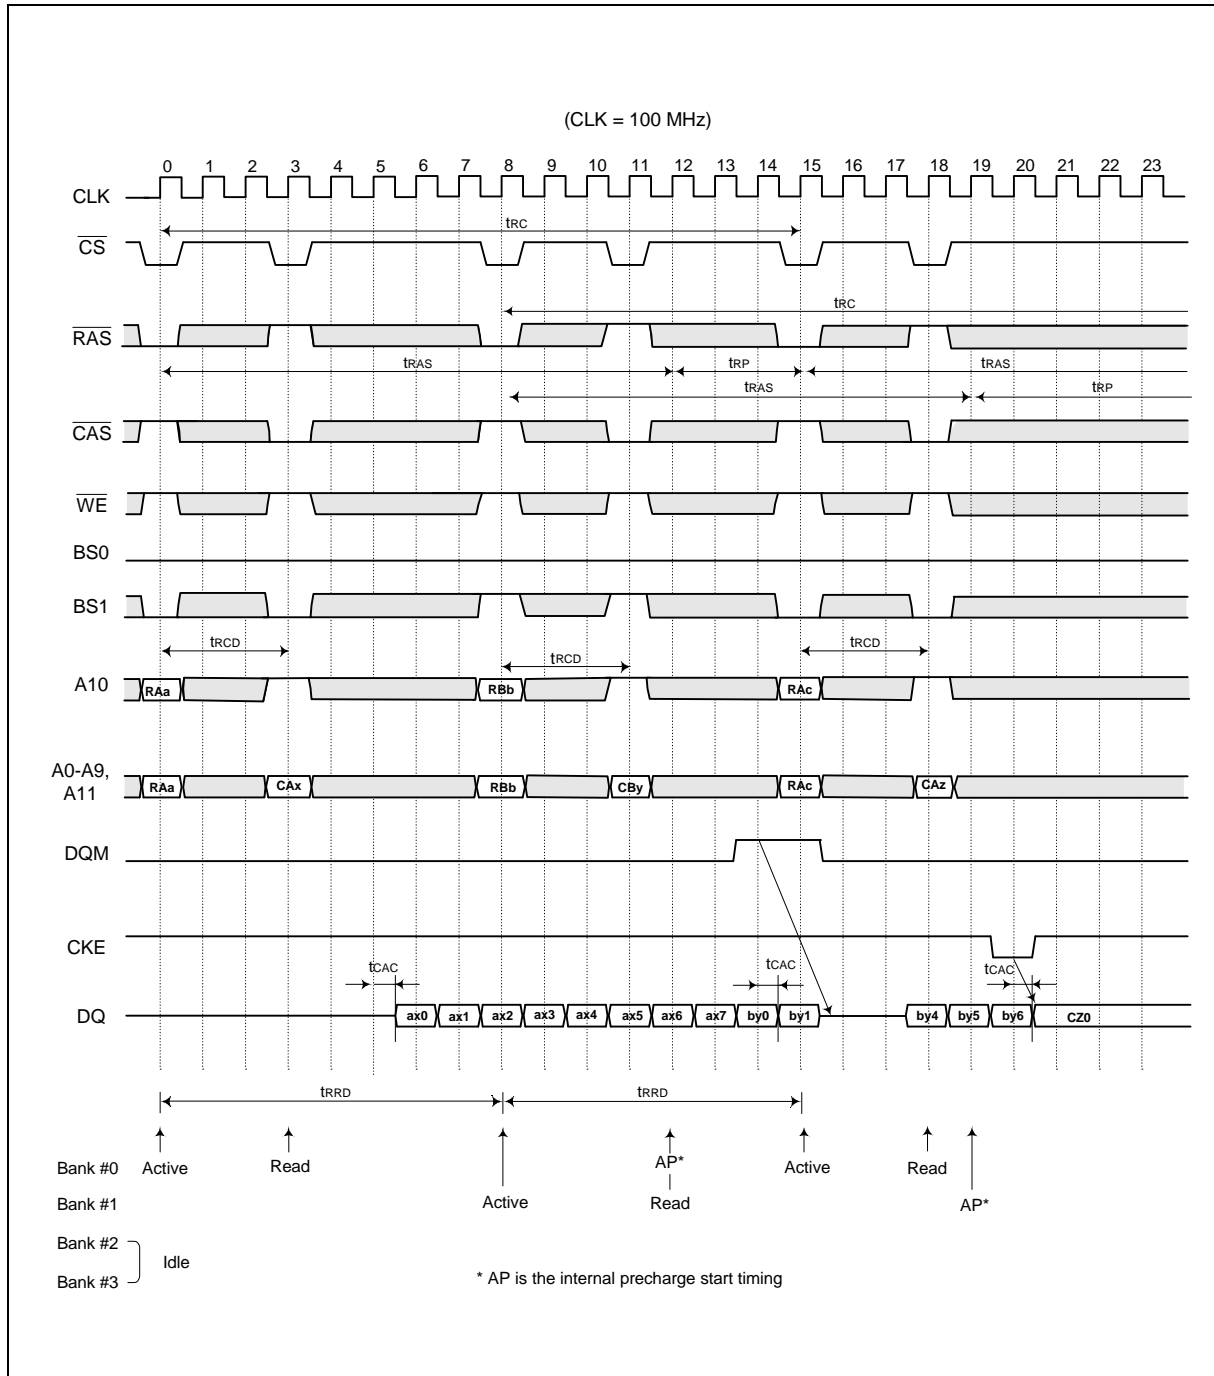 (CLK = 100 MHz)
0 1 2 3 4 5 6 7 8 9 10 11 12 13 14 15 16 17 18 19 20 21 22 23
CLK
tRC
CS
tRC
RAS
tRAS tRP tRAS
tRAS tRP
CAS
WE
BS0
BS1
tRCD tRCD tRCD
A10 RAa RBb RAc
A0-A9,
A11 RAa CAx RBb CBy RAc CAz
DQM
CKE
tCAC tCAC tCAC
DQ ax0 ax1 ax2 ax3 ax4 ax5 ax6 ax7 by0 by1 by4 by5 by6 CZ0
tRRD tRRD
Bank #0 Active Read AP* Active Read
Bank #1 Active Read AP*
Bank #2
Idle
Bank #3
* AP is the internal precharge start timing